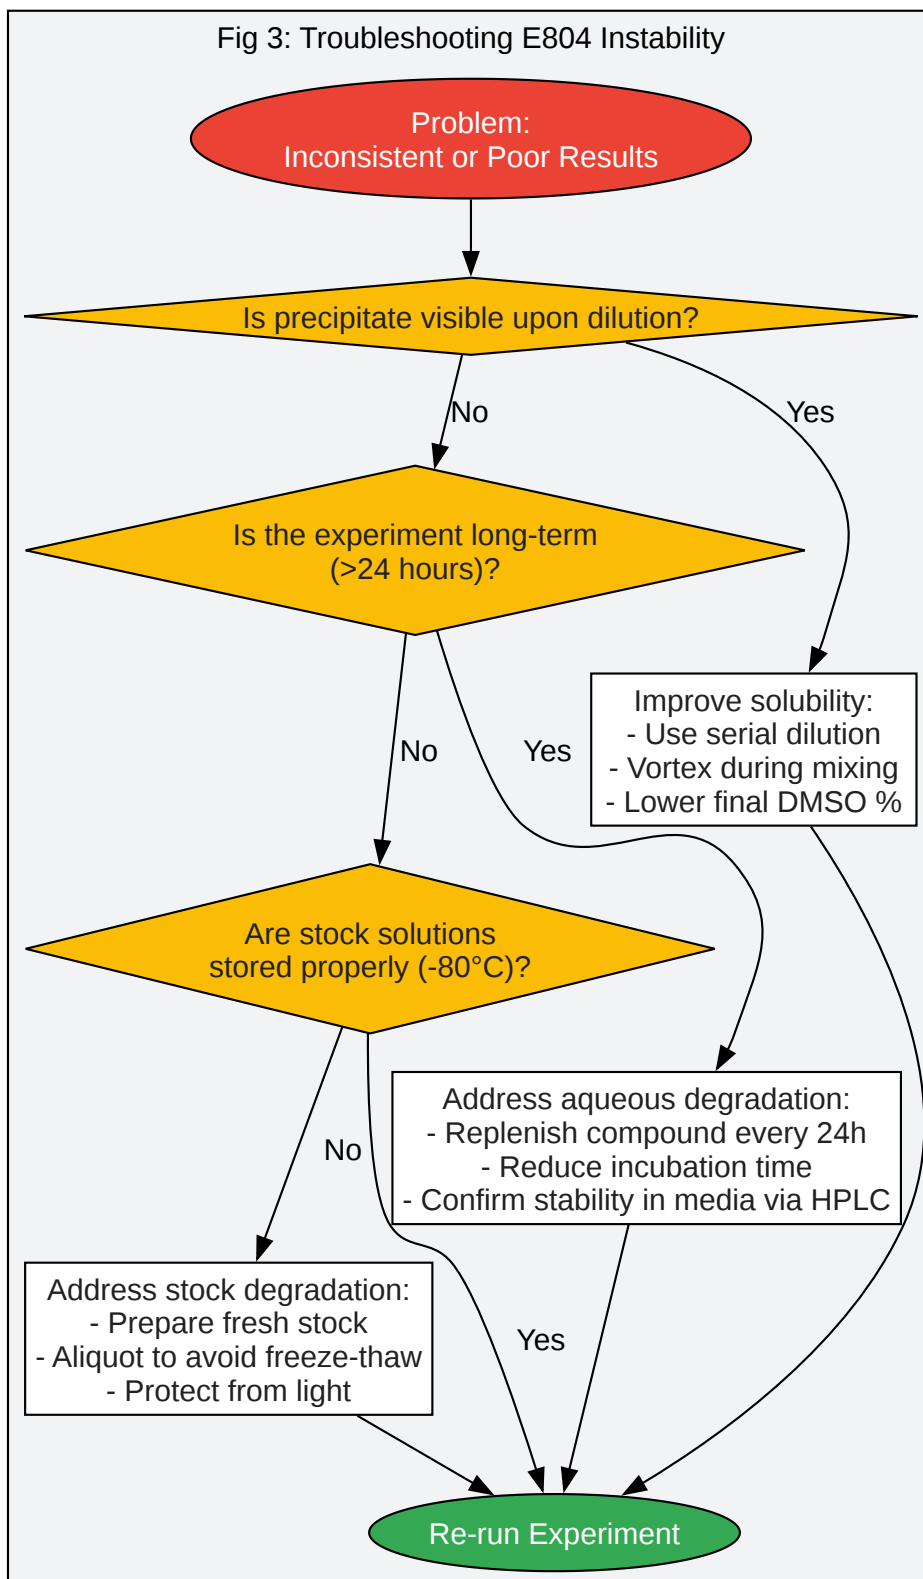 Fig 3: Troubleshooting E804 Instability
Problem:
Inconsistent or Poor Results
Is precipitate visible upon dilution?
No
Yes
Is the experiment long-term
(>24 hours)?
Improve solubility:
- Use serial dilution
- Vortex during mixing
- Lower final DMSO %
No
Yes
Are stock solutions
stored properly (-80°C)?
Address aqueous degradation:
- Replenish compound every 24h
- Reduce incubation time
- Confirm stability in media via HPLC
No
Address stock degradation:
- Prepare fresh stock
- Aliquot to avoid freeze-thaw
- Protect from light
Yes
Re-run Experiment